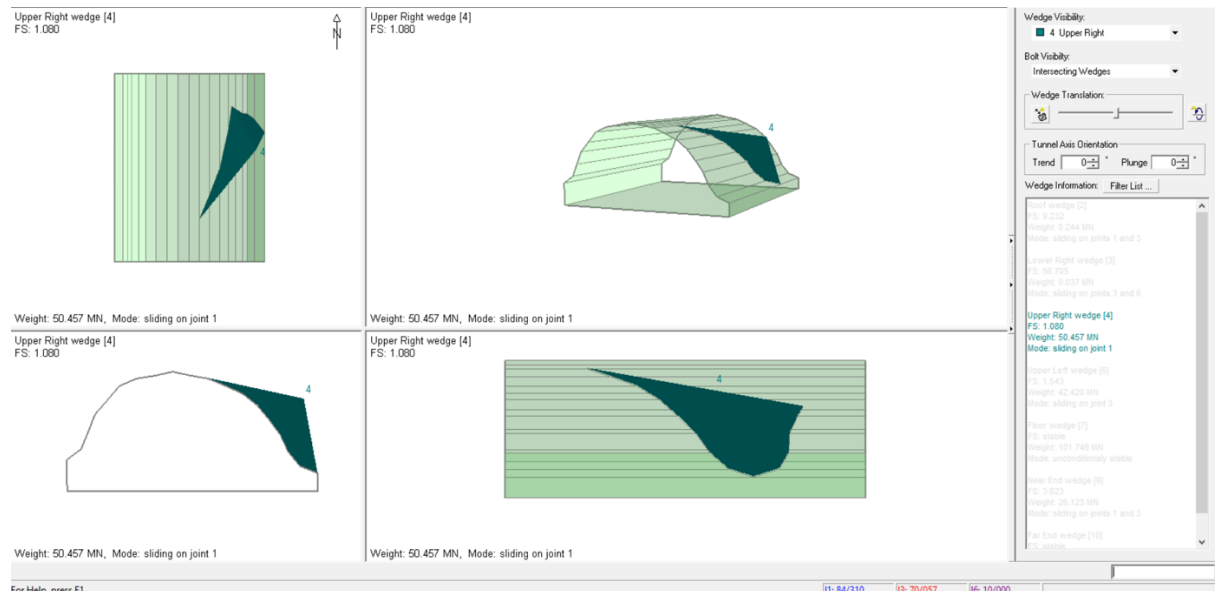 Upper Right wedge [4]
FS: 1.080
N
4
Weight: 50.457 MN, Mode: sliding on joint 1
Upper Right wedge [4]
FS: 1.080
4
Weight: 50.457 MN, Mode: sliding on joint 1
Upper Right wedge [4]
FS: 1.080
4
Weight: 50.457 MN, Mode: sliding on joint 1
Upper Right wedge [4]
FS: 1.080
4
Weight: 50.457 MN, Mode: sliding on joint 1
Wedge Visibility:
4 Upper Right
Bolt Visibilty:
Intersecting Wedges
Wedge Translation:
Tunnel Axis Orientation
Trend 0 ° Plunge 0 °
Wedge Information: Filter List ...
Roof wedge [2]
FS: 9.232
Weight: 0.244 MN
Mode: sliding on joints 1 and 3
Lower Right wedge [3]
FS: 56.705
Weight: 0.037 MN
Mode: sliding on joints 3 and 6
Upper Right wedge [4]
FS: 1.080
Weight: 50.457 MN
Mode: sliding on joint 1
Upper Left wedge [6]
FS: 1.543
Weight: 42.420 MN
Mode: sliding on joint 3
Floor wedge [7]
FS: stable
Weight: 101.749 MN
Mode: unconditionaly stable
Near End wedge [9]
FS: 3.623
Weight: 26.123 MN
Mode: sliding on joints 1 and 3
Far End wedge [10]
FS: stable
For Help, press F1
J1: 84/310 J3: 70/057 J6: 10/000